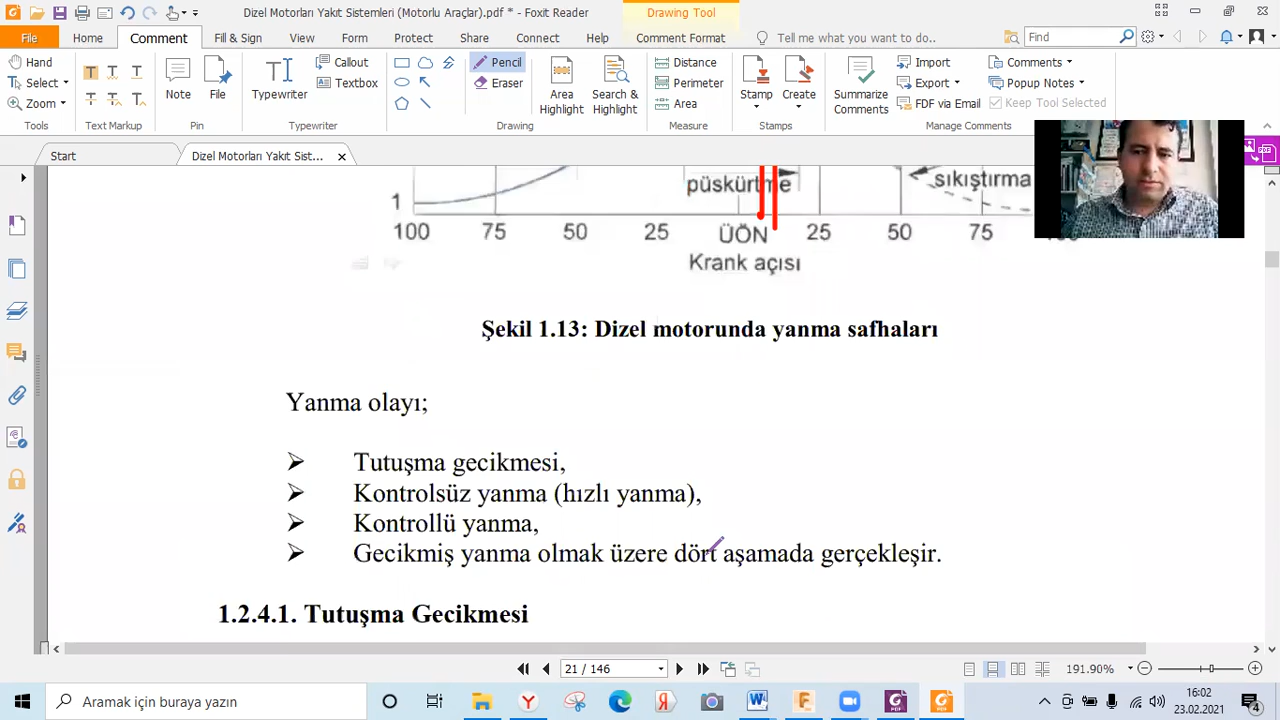 Dizel Motorları Yakıt Sistemleri (Motorlu Araçlar).pdf * - Foxit Reader
Drawing Tool
File Home Comment Fill & Sign View Form Protect Share Connect Help Comment Format Tell me what you want to do... Find
Hand
Select
Zoom
Tools
Text Markup
Note
File
Pin
Typewriter
Callout
Textbox
Typewriter
Pencil
Eraser
Drawing
Area Highlight
Search & Highlight
Distance
Perimeter
Area
Measure
Stamp
Create
Stamps
Summarize Comments
Import
Export
FDF via Email
Comments
Popup Notes
Keep Tool Selected
Manage Comments
Start
Dizel Motorları Yakıt Sist...
püskürtme sıkıştırma
1
100 75 50 25 ÜÖN 25 50 75
Krank açısı
Şekil 1.13: Dizel motorunda yanma safhaları
Yanma olayı;
➢ Tutuşma gecikmesi,
➢ Kontrolsüz yanma (hızlı yanma),
➢ Kontrollü yanma,
➢ Gecikmiş yanma olmak üzere dört aşamada gerçekleşir.
1.2.4.1. Tutuşma Gecikmesi
21 / 146
191.90%
Aramak için buraya yazın
16:02
23.02.2021
4